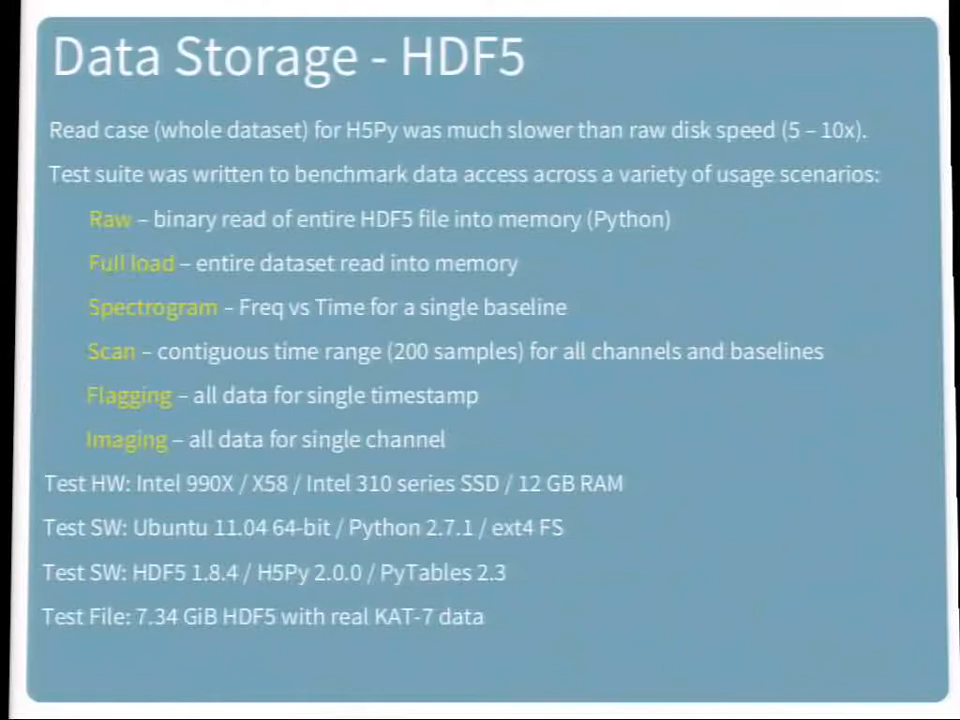 Data Storage - HDF5
Read case (whole dataset) for H5Py was much slower than raw disk speed (5 – 10x).
Test suite was written to benchmark data access across a variety of usage scenarios:
Raw – binary read of entire HDF5 file into memory (Python)
Full load – entire dataset read into memory
Spectrogram – Freq vs Time for a single baseline
Scan – contiguous time range (200 samples) for all channels and baselines
Flagging – all data for single timestamp
Imaging – all data for single channel
Test HW: Intel 990X / X58 / Intel 310 series SSD / 12 GB RAM
Test SW: Ubuntu 11.04 64-bit / Python 2.7.1 / ext4 FS
Test SW: HDF5 1.8.4 / H5Py 2.0.0 / PyTables 2.3
Test File: 7.34 GiB HDF5 with real KAT-7 data